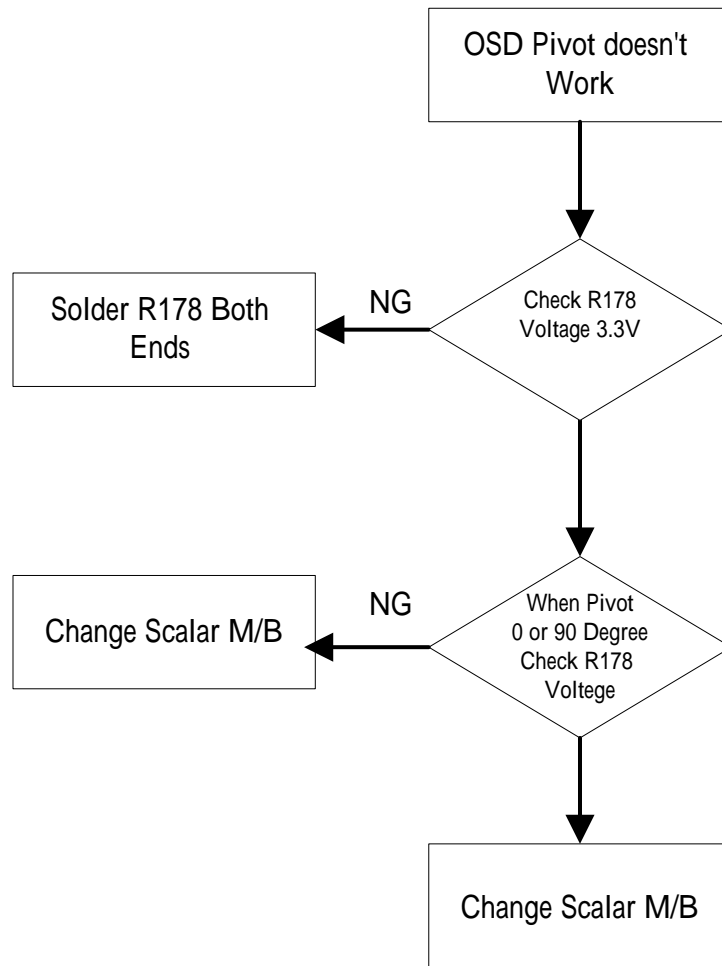 OSD Pivot doesn't
Work
Check R178
Voltage 3.3V
NG
Solder R178 Both
Ends
When Pivot
0 or 90 Degree
Check R178
Voltege
NG
Change Scalar M/B
Change Scalar M/B